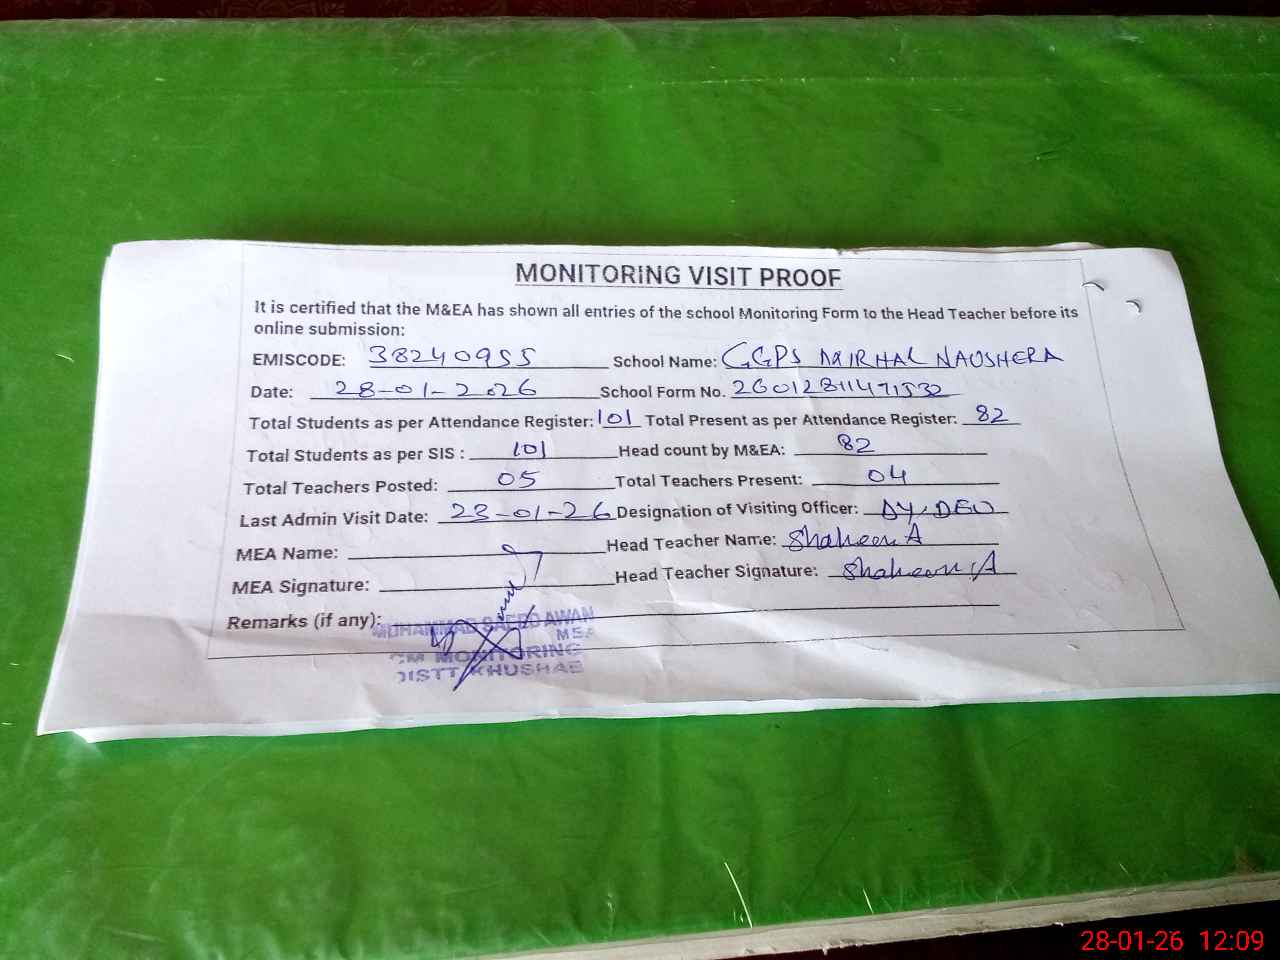 MONITORING VISIT PROOF
It is certified that the M&EA has shown all entries of the school Monitoring Form to the Head Teacher before its
online submission:
EMISCODE: 38240955 School Name: GGPS MIRHAL NAUSHERA
Date: 28-01-2026 School Form No.
Total Students as per Attendance Register: 101 Total Present as per Attendance Register: 82
Total Students as per SIS : 101 Head count by M&EA: 82
Total Teachers Posted: 05 Total Teachers Present: 04
Last Admin Visit Date: 23-01-26 Designation of Visiting Officer: DY, DEO
MEA Name: Head Teacher Name: Shaheen A
MEA Signature: Head Teacher Signature: Shaheen A
Remarks (if any):
MUHAMMAD SAEED AWAN
MEA
CM MONITORING
DISTT KHUSHAB
28-01-26 12:09